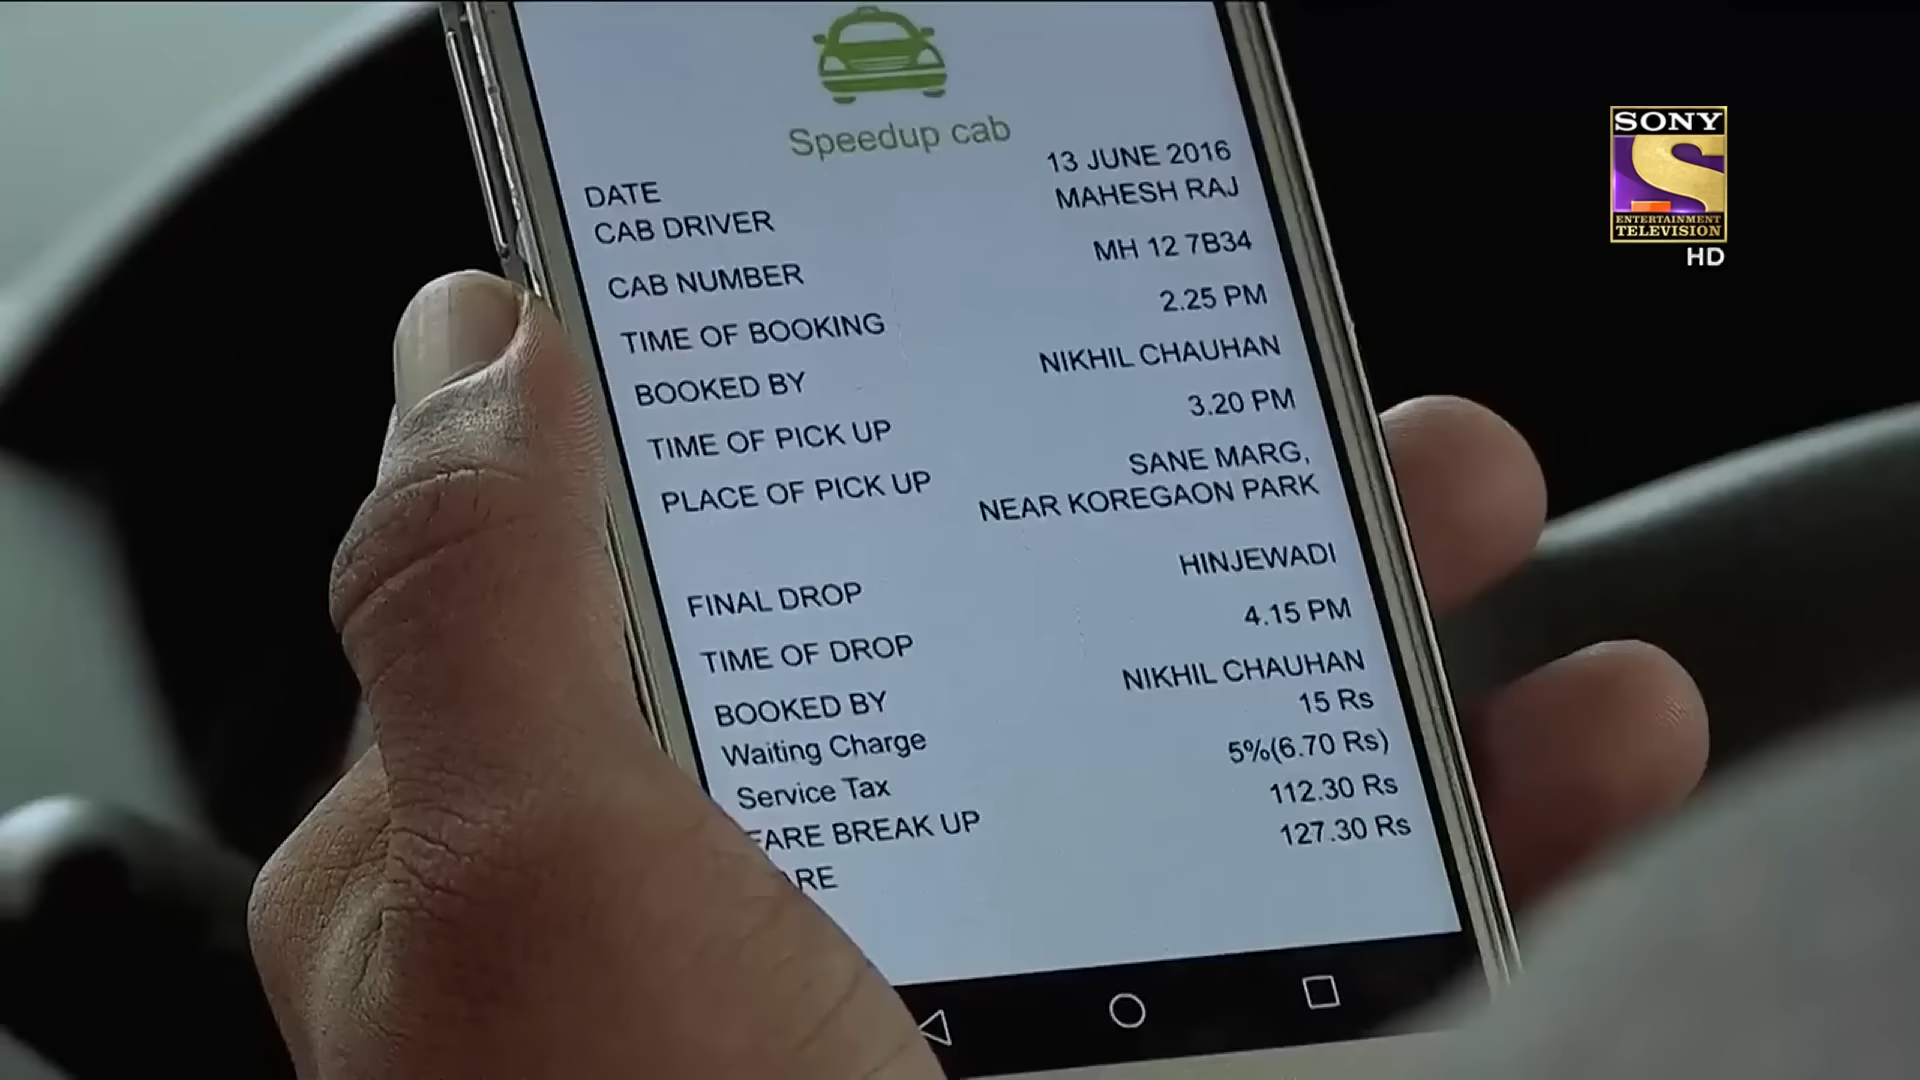 Speedup cab
DATE 13 JUNE 2016
CAB DRIVER MAHESH RAJ
CAB NUMBER MH 12 7B34
TIME OF BOOKING 2.25 PM
BOOKED BY NIKHIL CHAUHAN
TIME OF PICK UP 3.20 PM
PLACE OF PICK UP SANE MARG,
NEAR KOREGAON PARK
FINAL DROP HINJEWADI
TIME OF DROP 4.15 PM
BOOKED BY NIKHIL CHAUHAN
Waiting Charge 15 Rs
Service Tax 5%(6.70 Rs)
FARE BREAK UP 112.30 Rs
ARE 127.30 Rs
SONY
ENTERTAINMENT
TELEVISION
HD